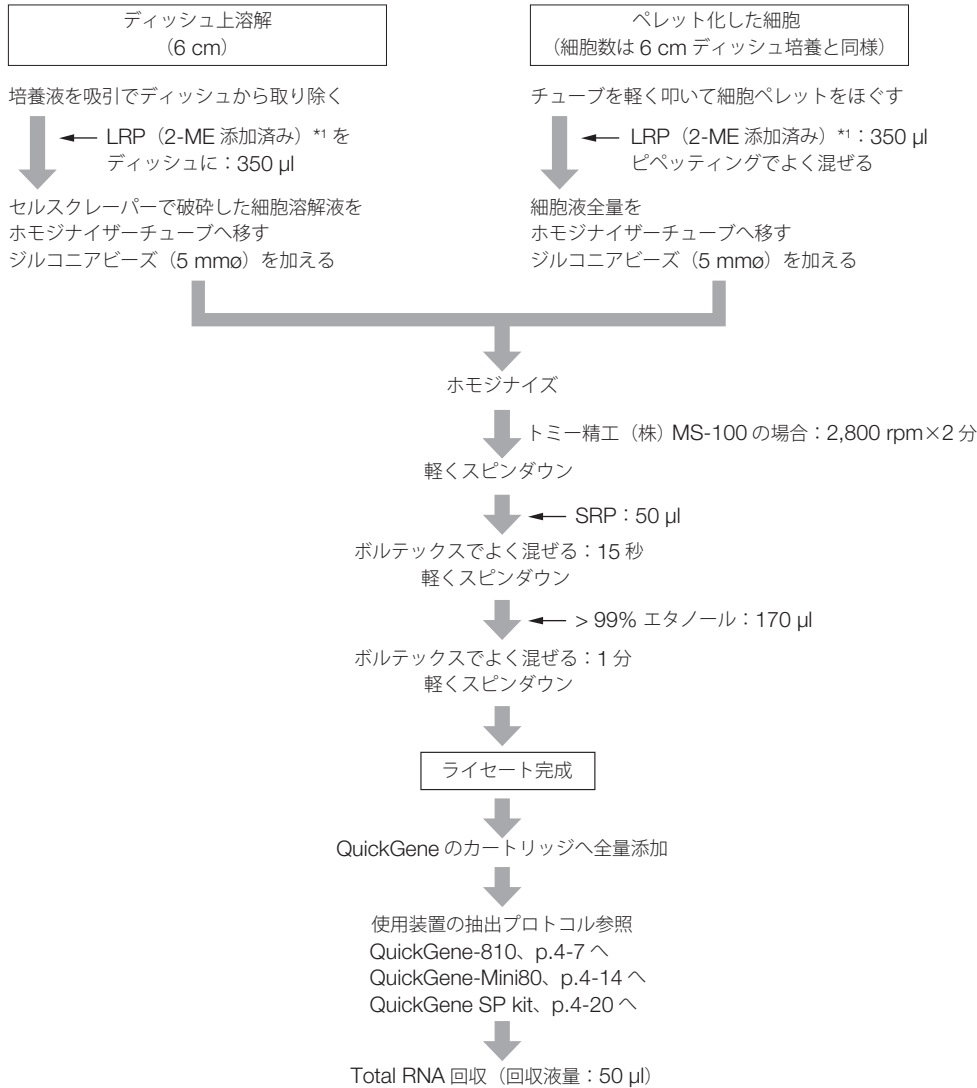 ディッシュ上溶解
（6 cm）
培養液を吸引でディッシュから取り除く
LRP（2-ME 添加済み）*1 を
ディッシュに：350 µl
セルスクレーパーで破砕した細胞溶解液を
ホモジナイザーチューブへ移す
ジルコニアビーズ（5 mmø）を加える
ペレット化した細胞
（細胞数は 6 cm ディッシュ培養と同様）
チューブを軽く叩いて細胞ペレットをほぐす
LRP（2-ME 添加済み）*1：350 µl
ピペッティングでよく混ぜる
細胞液全量を
ホモジナイザーチューブへ移す
ジルコニアビーズ（5 mmø）を加える
ホモジナイズ
トミー精工（株）MS-100 の場合：2,800 rpm×2 分
軽くスピンダウン
SRP：50 µl
ボルテックスでよく混ぜる：15 秒
軽くスピンダウン
> 99% エタノール：170 µl
ボルテックスでよく混ぜる：1 分
軽くスピンダウン
ライセート完成
QuickGene のカートリッジへ全量添加
使用装置の抽出プロトコル参照
QuickGene-810、p.4-7 へ
QuickGene-Mini80、p.4-14 へ
QuickGene SP kit、p.4-20 へ
Total RNA 回収（回収液量：50 µl）